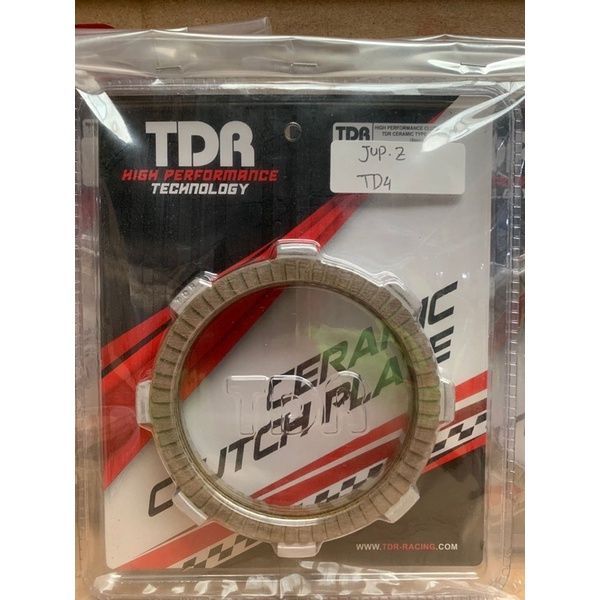 TDR
HIGH PERFORMANCE
TECHNOLOGY
TDR
HIGH PERFORMANCE
TDR CERAMIC TYPE
JUP.Z
TD4
CERAMIC
CLUTCH PLATE
TDR
WWW.TDR-RACING.COM